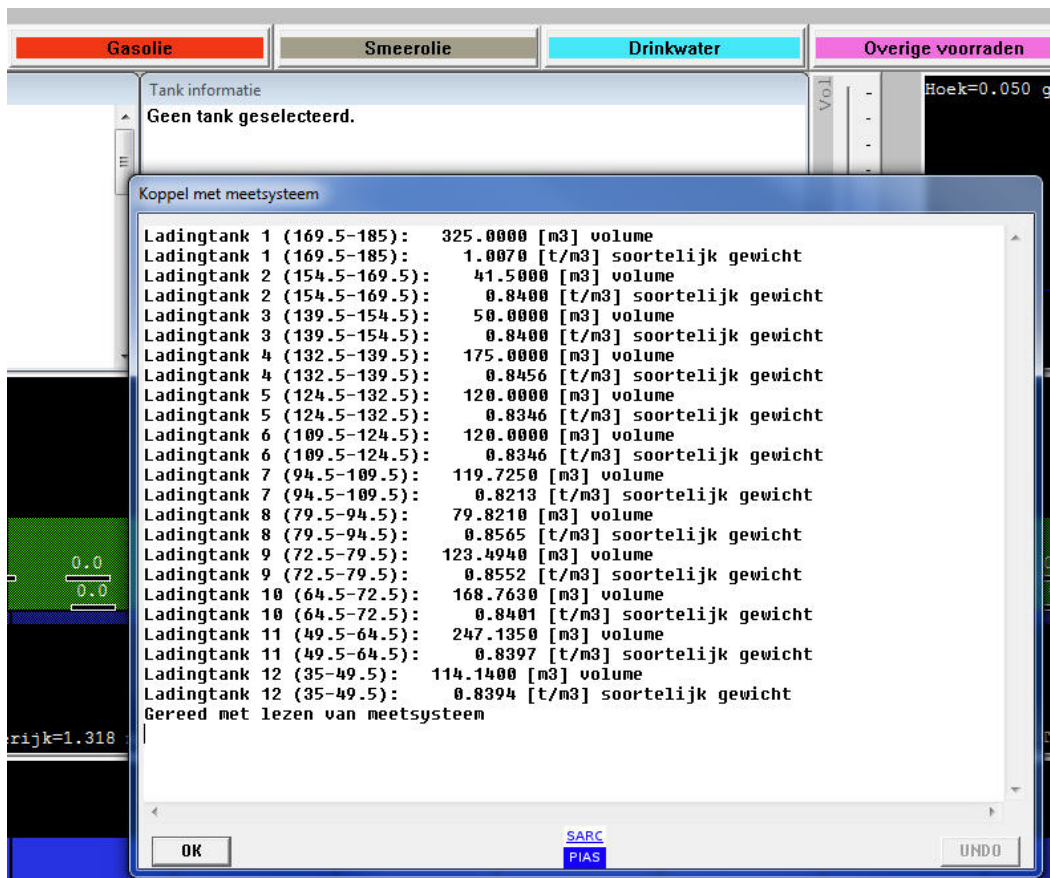 Gasolie
Smeerolie
Drinkwater
Overige voorraden
Tank informatie
Geen tank geselecteerd.
Vol
Hoek=0.050 g
Koppel met meetsysteem
Ladingtank 1 (169.5-185): 325.0000 [m3] volume
Ladingtank 1 (169.5-185): 1.0070 [t/m3] soortelijk gewicht
Ladingtank 2 (154.5-169.5): 41.5000 [m3] volume
Ladingtank 2 (154.5-169.5): 0.8400 [t/m3] soortelijk gewicht
Ladingtank 3 (139.5-154.5): 50.0000 [m3] volume
Ladingtank 3 (139.5-154.5): 0.8400 [t/m3] soortelijk gewicht
Ladingtank 4 (132.5-139.5): 175.0000 [m3] volume
Ladingtank 4 (132.5-139.5): 0.8456 [t/m3] soortelijk gewicht
Ladingtank 5 (124.5-132.5): 120.0000 [m3] volume
Ladingtank 5 (124.5-132.5): 0.8346 [t/m3] soortelijk gewicht
Ladingtank 6 (109.5-124.5): 120.0000 [m3] volume
Ladingtank 6 (109.5-124.5): 0.8346 [t/m3] soortelijk gewicht
Ladingtank 7 (94.5-109.5): 119.7250 [m3] volume
Ladingtank 7 (94.5-109.5): 0.8213 [t/m3] soortelijk gewicht
Ladingtank 8 (79.5-94.5): 79.8210 [m3] volume
Ladingtank 8 (79.5-94.5): 0.8565 [t/m3] soortelijk gewicht
Ladingtank 9 (72.5-79.5): 123.4940 [m3] volume
Ladingtank 9 (72.5-79.5): 0.8552 [t/m3] soortelijk gewicht
Ladingtank 10 (64.5-72.5): 168.7630 [m3] volume
Ladingtank 10 (64.5-72.5): 0.8401 [t/m3] soortelijk gewicht
Ladingtank 11 (49.5-64.5): 247.1350 [m3] volume
Ladingtank 11 (49.5-64.5): 0.8397 [t/m3] soortelijk gewicht
Ladingtank 12 (35-49.5): 114.1400 [m3] volume
Ladingtank 12 (35-49.5): 0.8394 [t/m3] soortelijk gewicht
Gereed met lezen van meetsysteem
0.0
0.0
erijk=1.318
OK
SARC
PIAS
UNDO